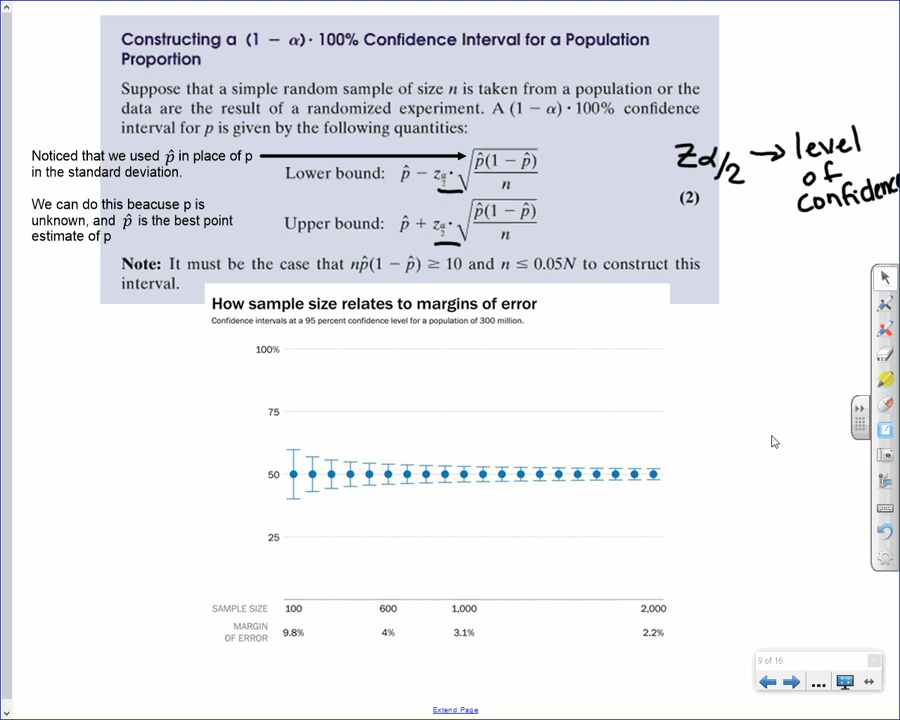 Constructing a (1 − α) · 100% Confidence Interval for a Population
Proportion
Suppose that a simple random sample of size n is taken from a population or the
data are the result of a randomized experiment. A (1 − α) · 100% confidence
interval for p is given by the following quantities:
Noticed that we used p̂ in place of p
in the standard deviation.
Lower bound: p̂ − z_{α/2} · √(p̂(1 − p̂)/n)
We can do this beacuse p is
unknown, and p̂ is the best point
estimate of p
Upper bound: p̂ + z_{α/2} · √(p̂(1 − p̂)/n)
(2)
Zα/2 → level
of
confidence
Note: It must be the case that np̂(1 − p̂) ≥ 10 and n ≤ 0.05N to construct this
interval.
How sample size relates to margins of error
Confidence intervals at a 95 percent confidence level for a population of 300 million.
100%
75
50
25
SAMPLE SIZE 100 600 1,000 2,000
MARGIN
OF ERROR 9.8% 4% 3.1% 2.2%
9 of 16
Extend Page